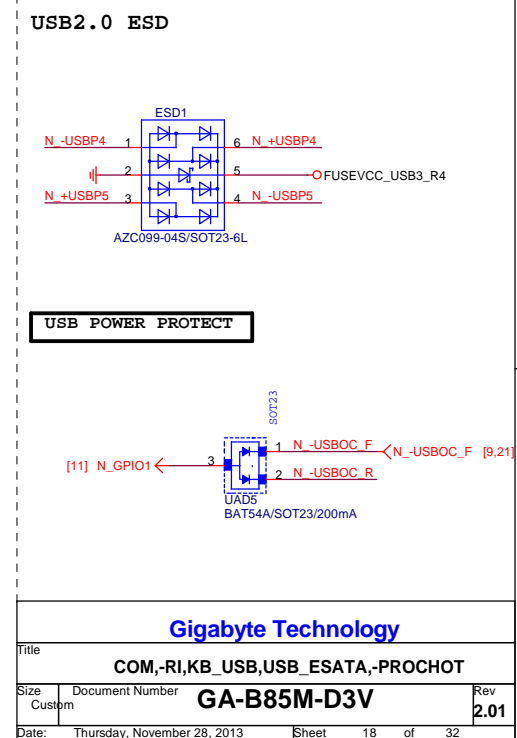 USB2.0 ESD
ESD1
N_-USBP4 1 6 N_+USBP4
2 5 FUSEVCC_USB3_R4
N_+USBP5 3 4 N_-USBP5
AZC099-04S/SOT23-6L
USB POWER PROTECT
SOT23
1 N_-USBOC_F N_-USBOC_F [9,21]
[11] N_GPIO1 3
2 N_-USBOC_R
UAD5
BAT54A/SOT23/200mA
Gigabyte Technology
Title
COM,-RI,KB_USB,USB_ESATA,-PROCHOT
Size Document Number Rev
Custom GA-B85M-D3V 2.01
Date: Thursday, November 28, 2013 Sheet 18 of 32